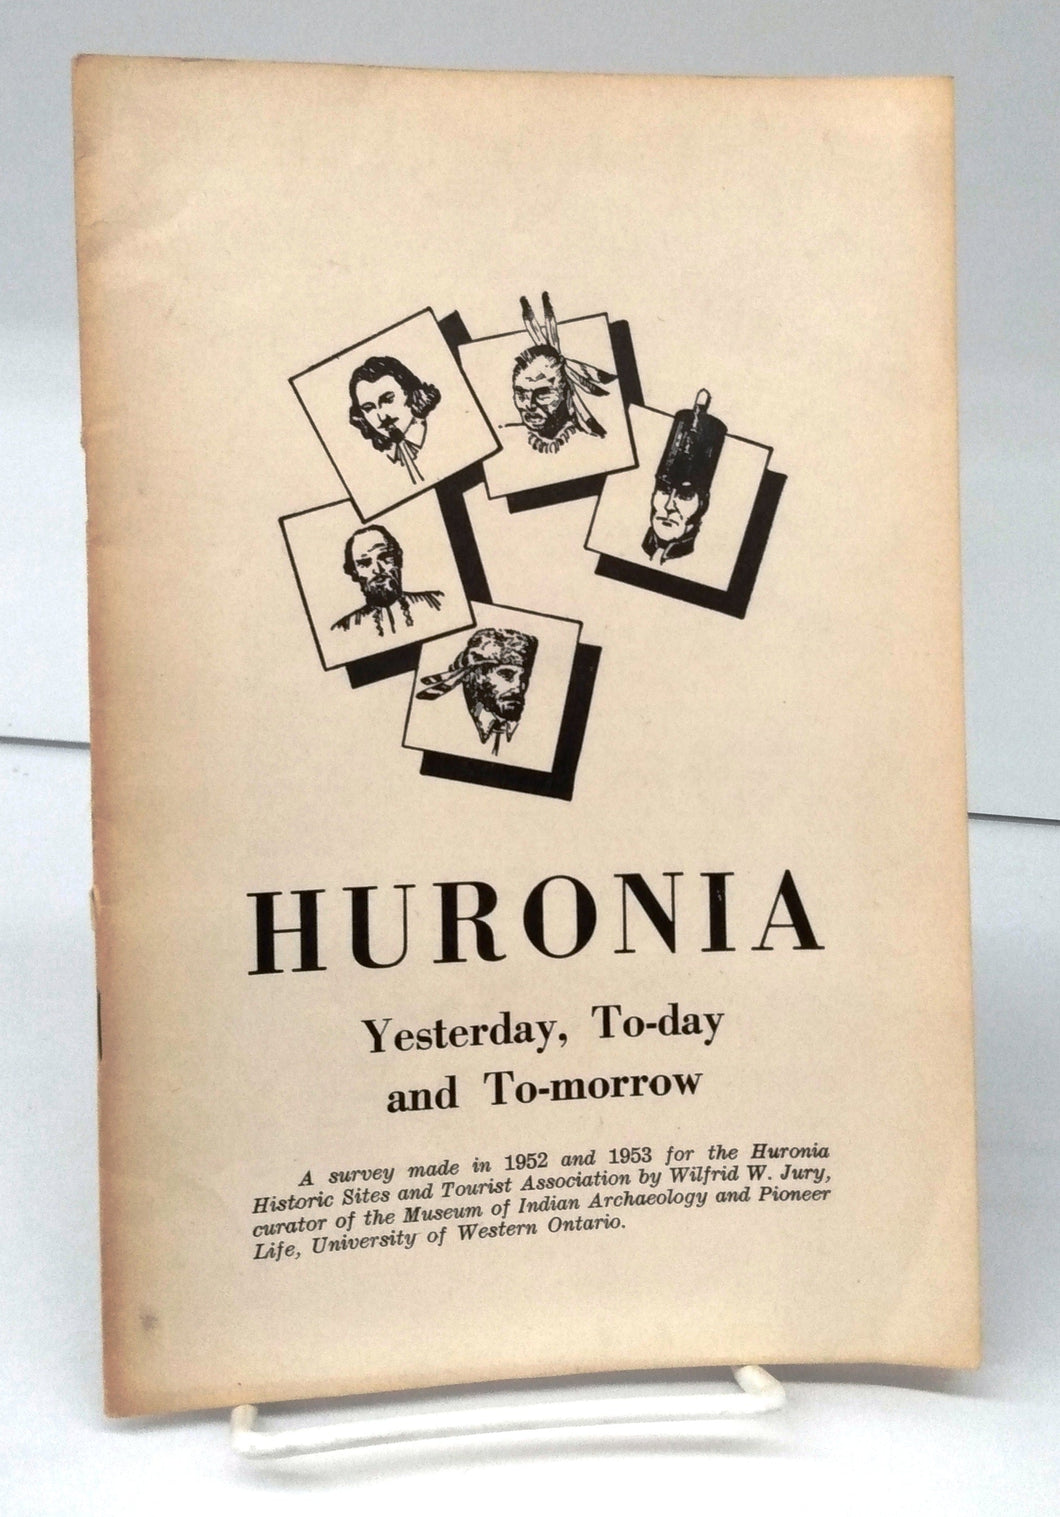 HURONIA
Yesterday, To-day
and To-morrow
A survey made in 1952 and 1953 for the Huronia
Historic Sites and Tourist Association by Wilfrid W. Jury,
curator of the Museum of Indian Archaeology and Pioneer
Life, University of Western Ontario.